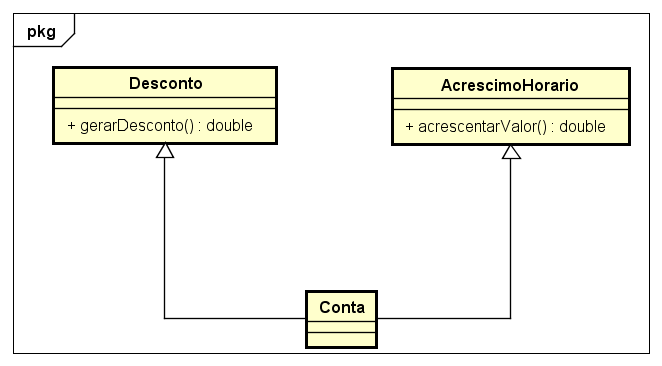 pkg
Desconto
+ gerarDesconto() : double
AcrescimoHorario
+ acrescentarValor() : double
Conta